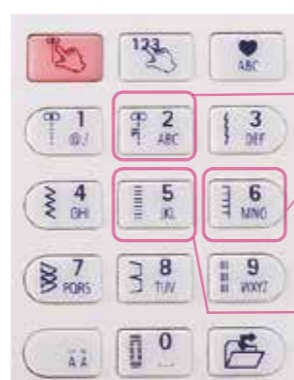 123
ABC
1
@./
2
ABC
3
DEF
4
GHI
5
JKL
6
MNO
7
PQRS
8
TUV
9
WXYZ
ÄÄ
0